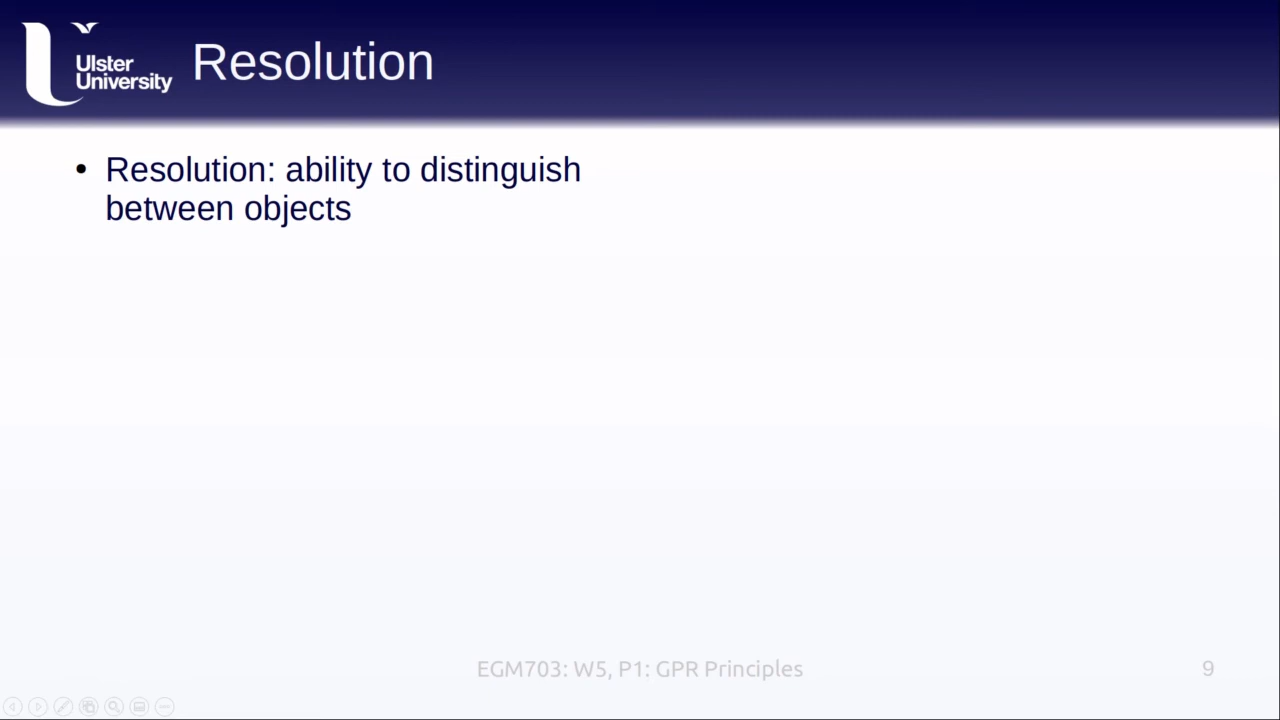 Ulster
University
Resolution
• Resolution: ability to distinguish
between objects
EGM703: W5, P1: GPR Principles
9